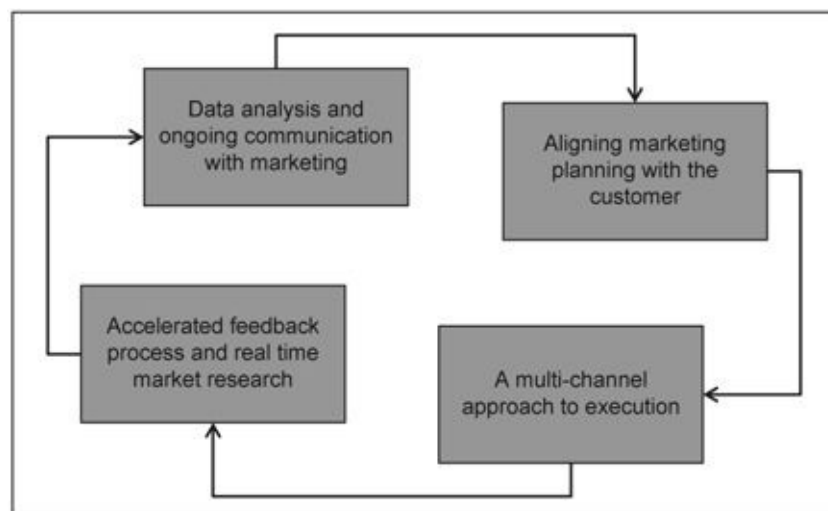 Data analysis and
ongoing communication
with marketing
Aligning marketing
planning with the
customer
Accelerated feedback
process and real time
market research
A multi-channel
approach to execution